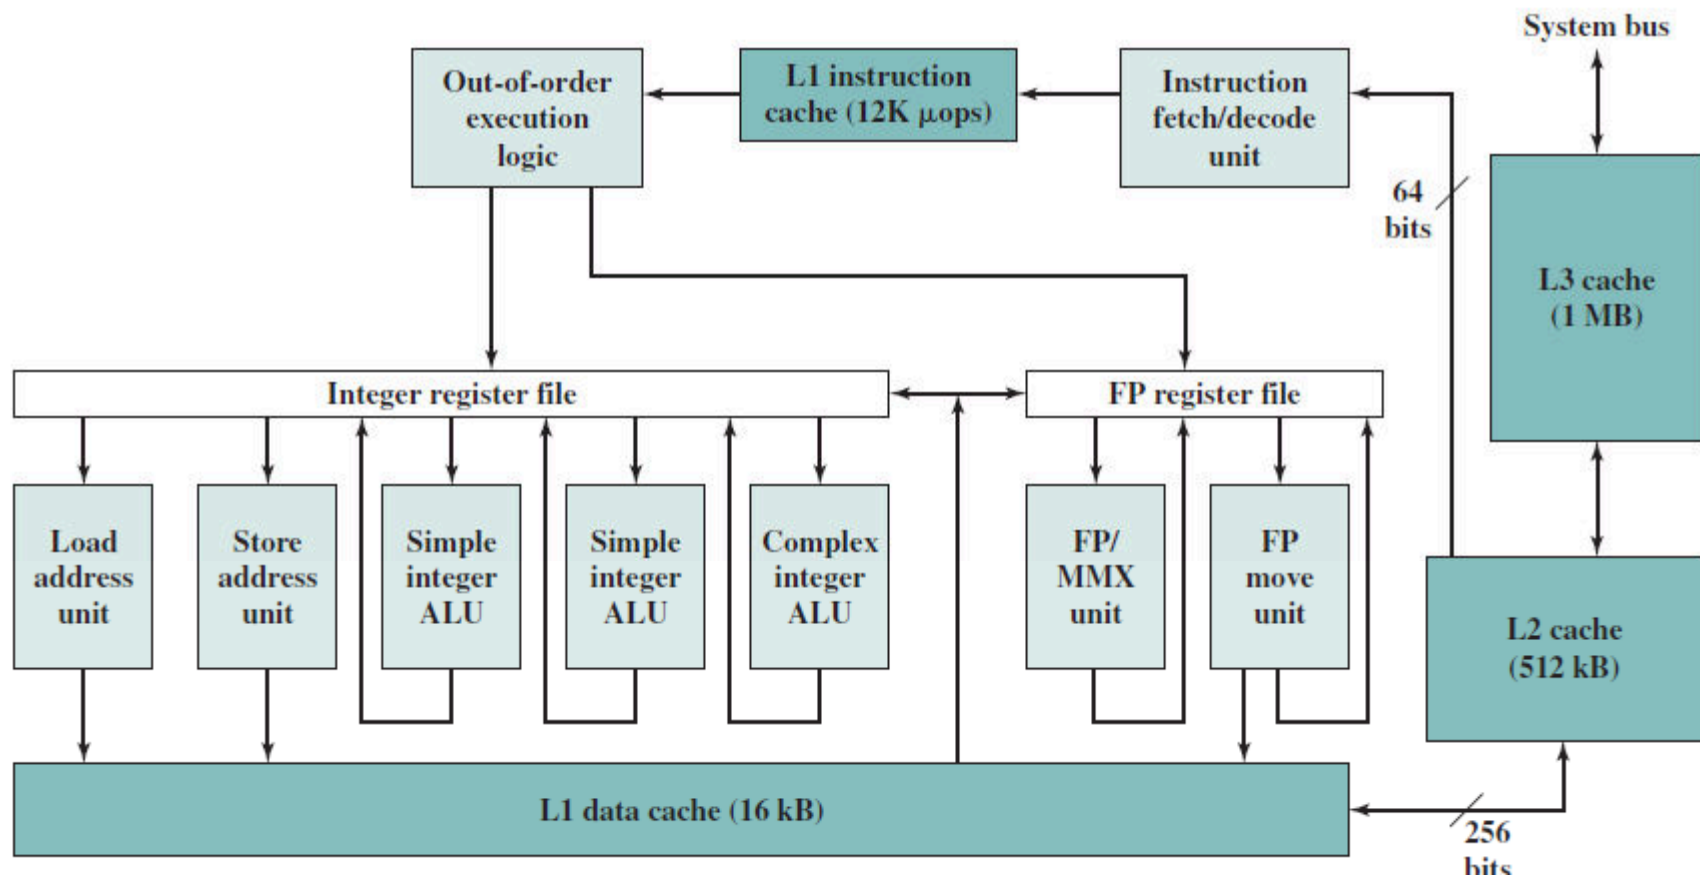 System bus
Out-of-order
execution
logic
L1 instruction
cache (12K μops)
Instruction
fetch/decode
unit
64
bits
L3 cache
(1 MB)
Integer register file
FP register file
Load
address
unit
Store
address
unit
Simple
integer
ALU
Simple
integer
ALU
Complex
integer
ALU
FP/
MMX
unit
FP
move
unit
L2 cache
(512 kB)
L1 data cache (16 kB)
256
bits